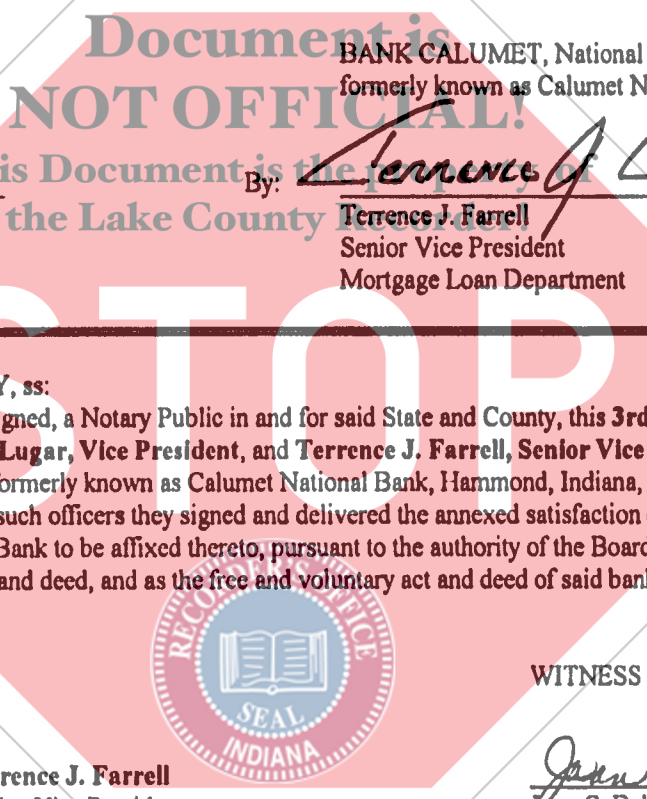 Document is
NOT OFFICIAL!
is Document is the property of
the Lake County Recorder!
BANK CALUMET, National
formerly known as Calumet N
By: Terrence J
Terrence J. Farrell
Senior Vice President
Mortgage Loan Department
STOP
Y, ss:
gned, a Notary Public in and for said State and County, this 3rd
Lugar, Vice President, and Terrence J. Farrell, Senior Vice
formerly known as Calumet National Bank, Hammond, Indiana,
such officers they signed and delivered the annexed satisfaction
Bank to be affixed thereto, pursuant to the authority of the Board
and deed, and as the free and voluntary act and deed of said bank
RECORDER'S OFFICE
SEAL
INDIANA
WITNESS
rence J. Farrell